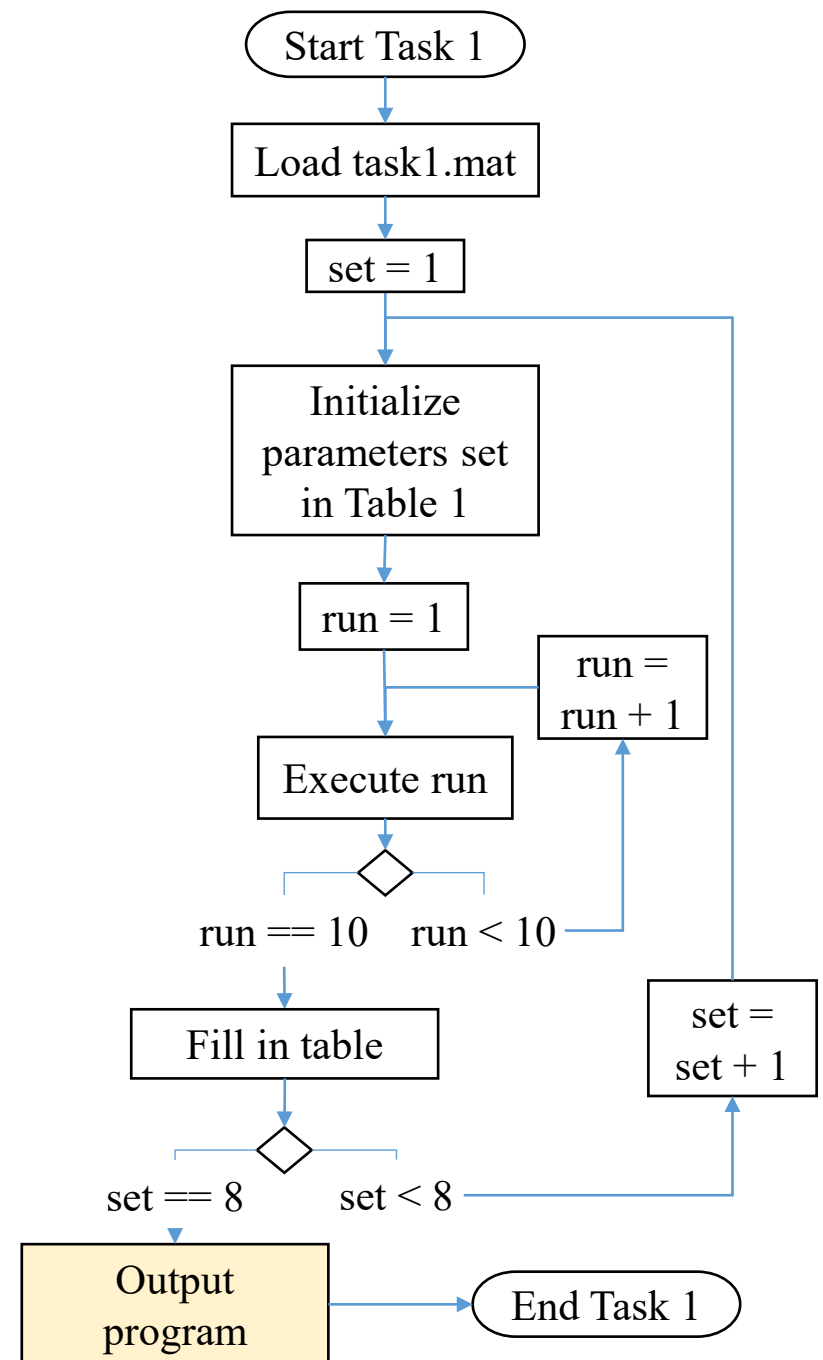 Start Task 1
Load task1.mat
set = 1
Initialize
parameters set
in Table 1
run = 1
run =
run + 1
Execute run
run == 10
run < 10
Fill in table
set =
set + 1
set == 8
set < 8
Output
program
End Task 1